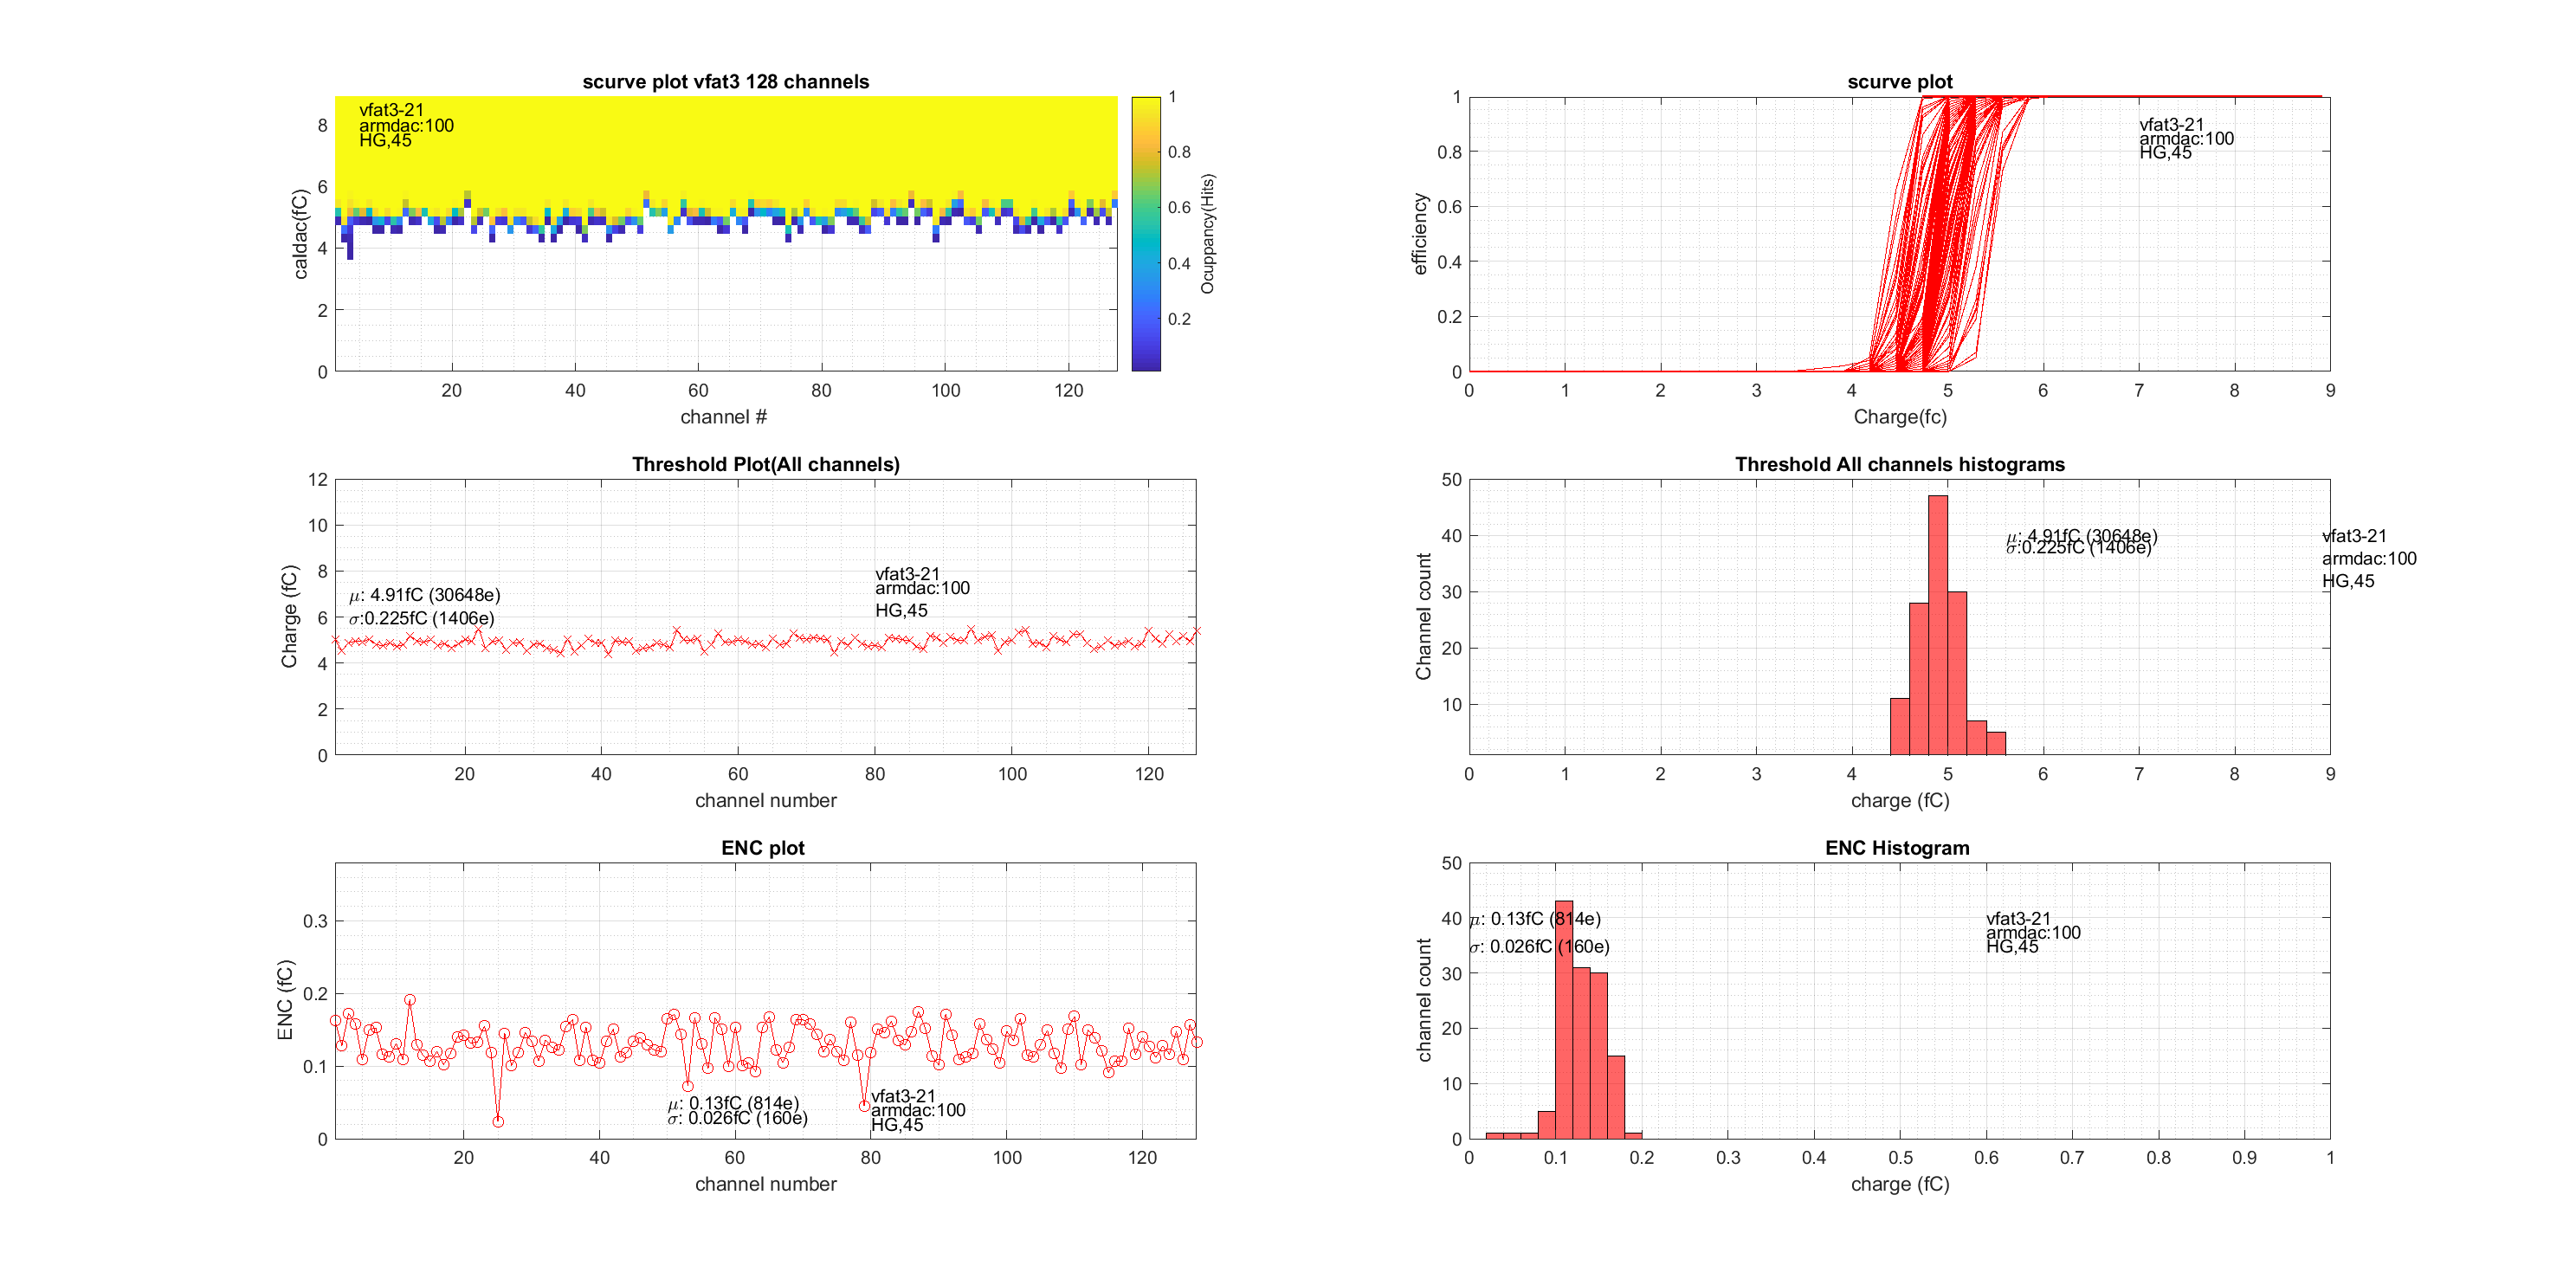 scurve plot vfat3 128 channels
vfat3-21
armdac:100
HG,45
caldac(fC)
8
6
4
2
0
20 40 60 80 100 120
channel #
1
0.8
0.6
0.4
0.2
Ocuppancy(Hits)
scurve plot
vfat3-21
armdac:100
HG,45
efficiency
1
0.8
0.6
0.4
0.2
0
0 1 2 3 4 5 6 7 8 9
Charge(fc)
Threshold Plot(All channels)
vfat3-21
armdac:100
HG,45
μ: 4.91fC (30648e)
σ:0.225fC (1406e)
Charge (fC)
12
10
8
6
4
2
0
20 40 60 80 100 120
channel number
Threshold All channels histograms
μ: 4.91fC (30648e)
σ:0.225fC (1406e)
vfat3-21
armdac:100
HG,45
Channel count
50
40
30
20
10
0 1 2 3 4 5 6 7 8 9
charge (fC)
ENC plot
ENC (fC)
0.3
0.2
0.1
0
μ: 0.13fC (814e)
σ: 0.026fC (160e)
vfat3-21
armdac:100
HG,45
20 40 60 80 100 120
channel number
ENC Histogram
μ: 0.13fC (814e)
σ: 0.026fC (160e)
vfat3-21
armdac:100
HG,45
channel count
50
40
30
20
10
0
0 0.1 0.2 0.3 0.4 0.5 0.6 0.7 0.8 0.9 1
charge (fC)